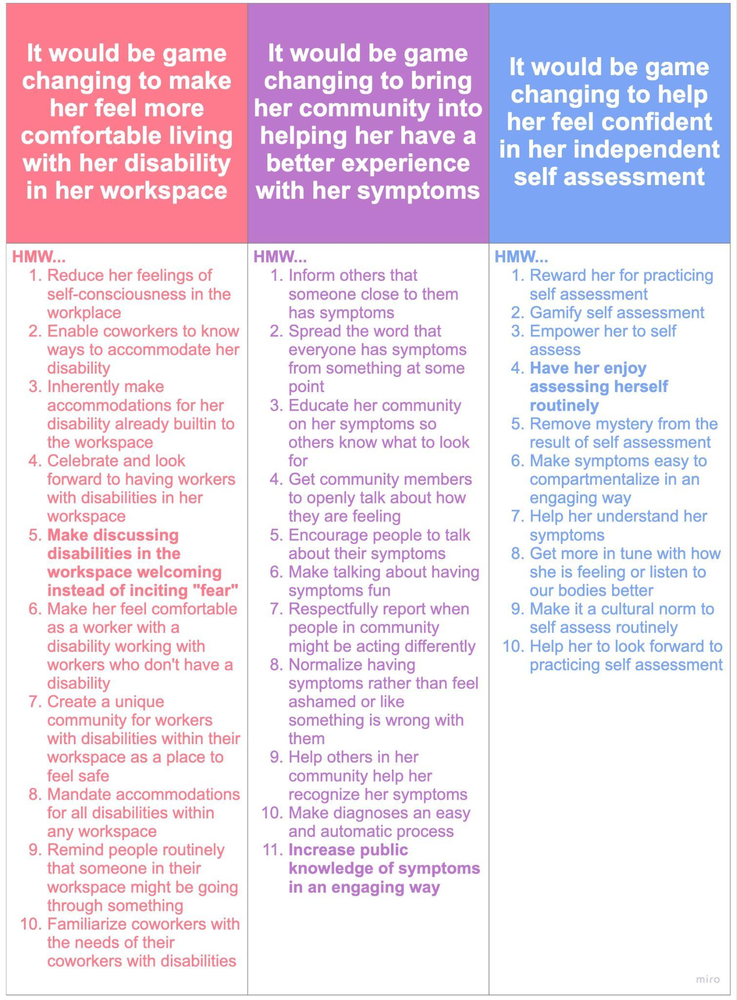 It would be game
changing to make
her feel more
comfortable living
with her disability
in her workspace
It would be game
changing to bring
her community into
helping her have a
better experience
with her symptoms
It would be game
changing to help
her feel confident
in her independent
self assessment
HMW...
1. Reduce her feelings of
self-consciousness in the
workplace
2. Enable coworkers to know
ways to accommodate her
disability
3. Inherently make
accommodations for her
disability already builtin to
the workspace
4. Celebrate and look
forward to having workers
with disabilities in her
workspace
5. Make discussing
disabilities in the
workspace welcoming
instead of inciting "fear"
6. Make her feel comfortable
as a worker with a
disability working with
workers who don't have a
disability
7. Create a unique
community for workers
with disabilities within their
workspace as a place to
feel safe
8. Mandate accommodations
for all disabilities within
any workspace
9. Remind people routinely
that someone in their
workspace might be going
through something
10. Familiarize coworkers with
the needs of their
coworkers with disabilities
HMW...
1. Inform others that
someone close to them
has symptoms
2. Spread the word that
everyone has symptoms
from something at some
point
3. Educate her community
on her symptoms so
others know what to look
for
4. Get community members
to openly talk about how
they are feeling
5. Encourage people to talk
about their symptoms
6. Make talking about having
symptoms fun
7. Respectfully report when
people in community
might be acting differently
8. Normalize having
symptoms rather than feel
ashamed or like
something is wrong with
them
9. Help others in her
community help her
recognize her symptoms
10. Make diagnoses an easy
and automatic process
11. Increase public
knowledge of symptoms
in an engaging way
HMW...
1. Reward her for practicing
self assessment
2. Gamify self assessment
3. Empower her to self
assess
4. Have her enjoy
assessing herself
routinely
5. Remove mystery from the
result of self assessment
6. Make symptoms easy to
compartmentalize in an
engaging way
7. Help her understand her
symptoms
8. Get more in tune with how
she is feeling or listen to
our bodies better
9. Make it a cultural norm to
self assess routinely
10. Help her to look forward to
practicing self assessment
miro